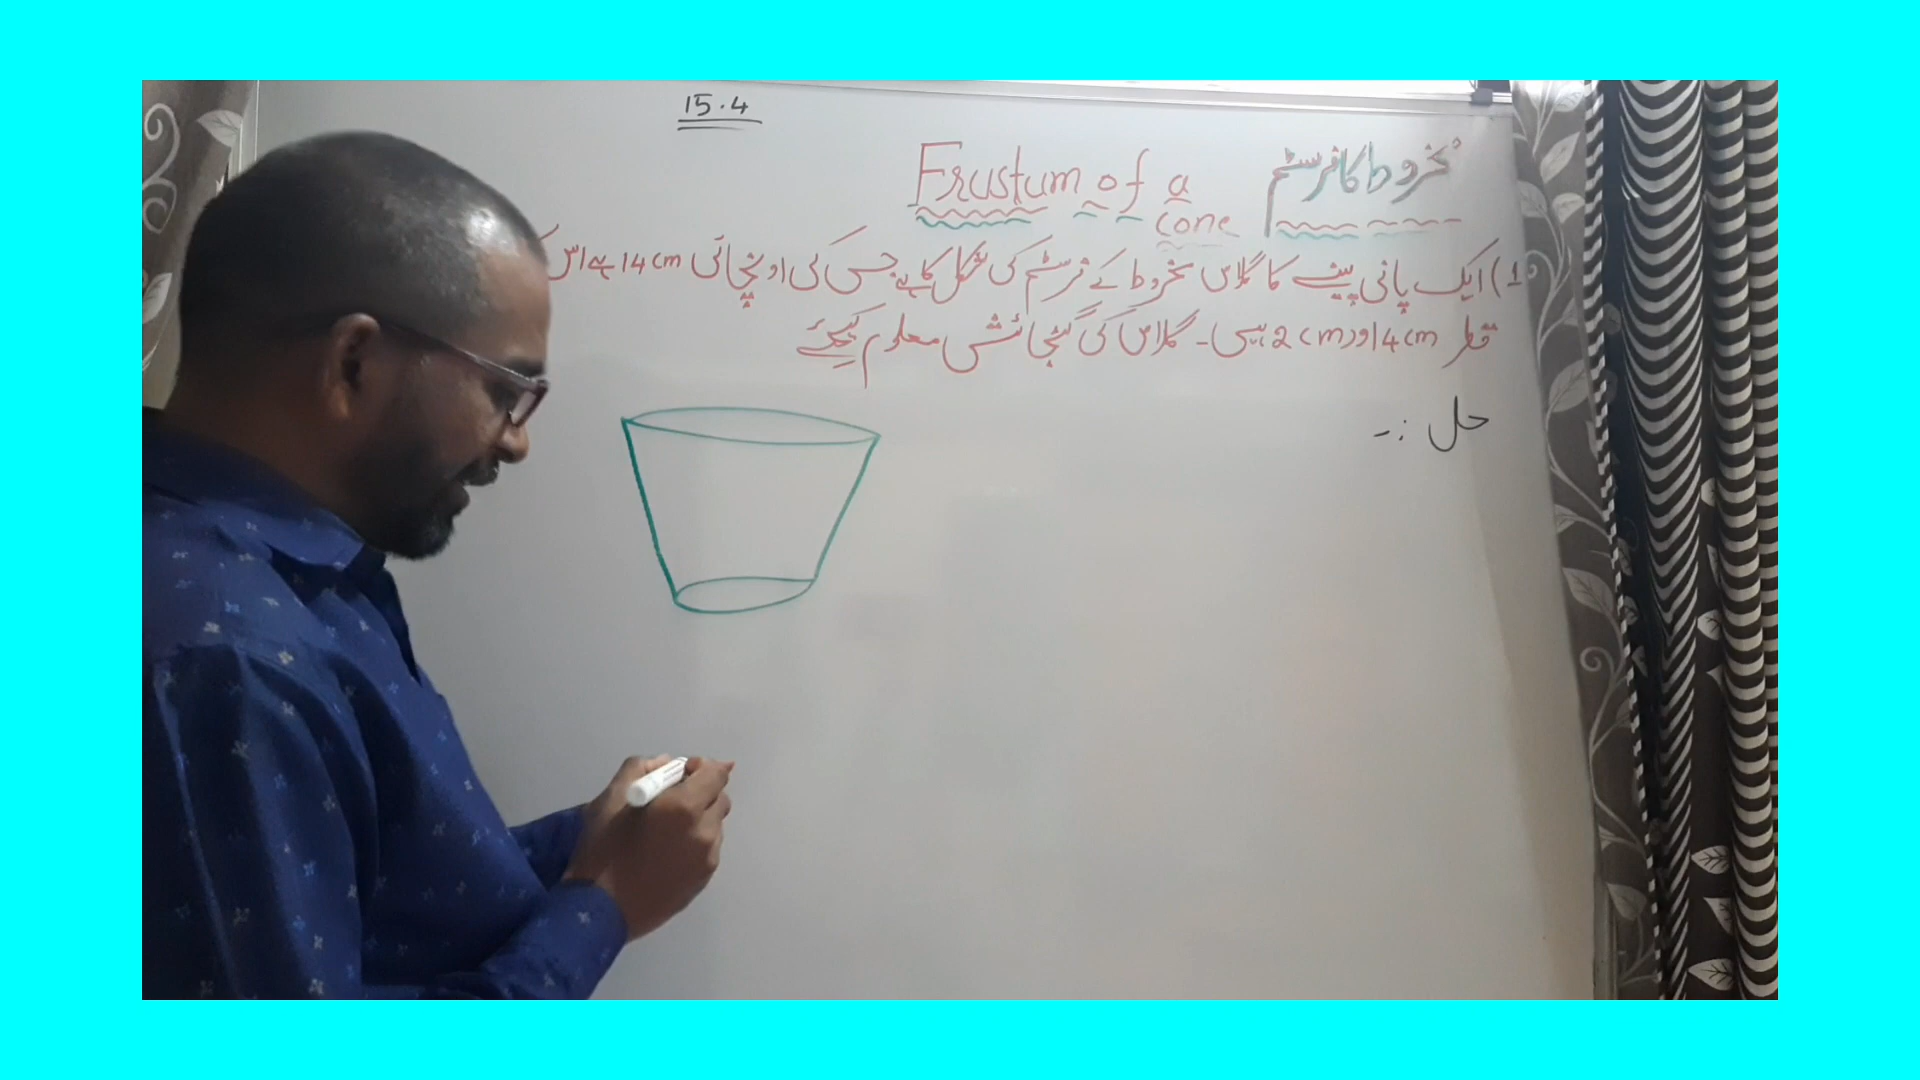 15.4
Frustum of a cone
مخروط کا فرسٹم
1) ایک پانی پینے کا گلاس مخروط کے فرسٹم کی شکل کا ہے جس کی اونچائی 14cm ہے اس
قطر 4cm اور 2cm ہیں۔ گلاس کی گنجائش معلوم کیجئے
حل :-